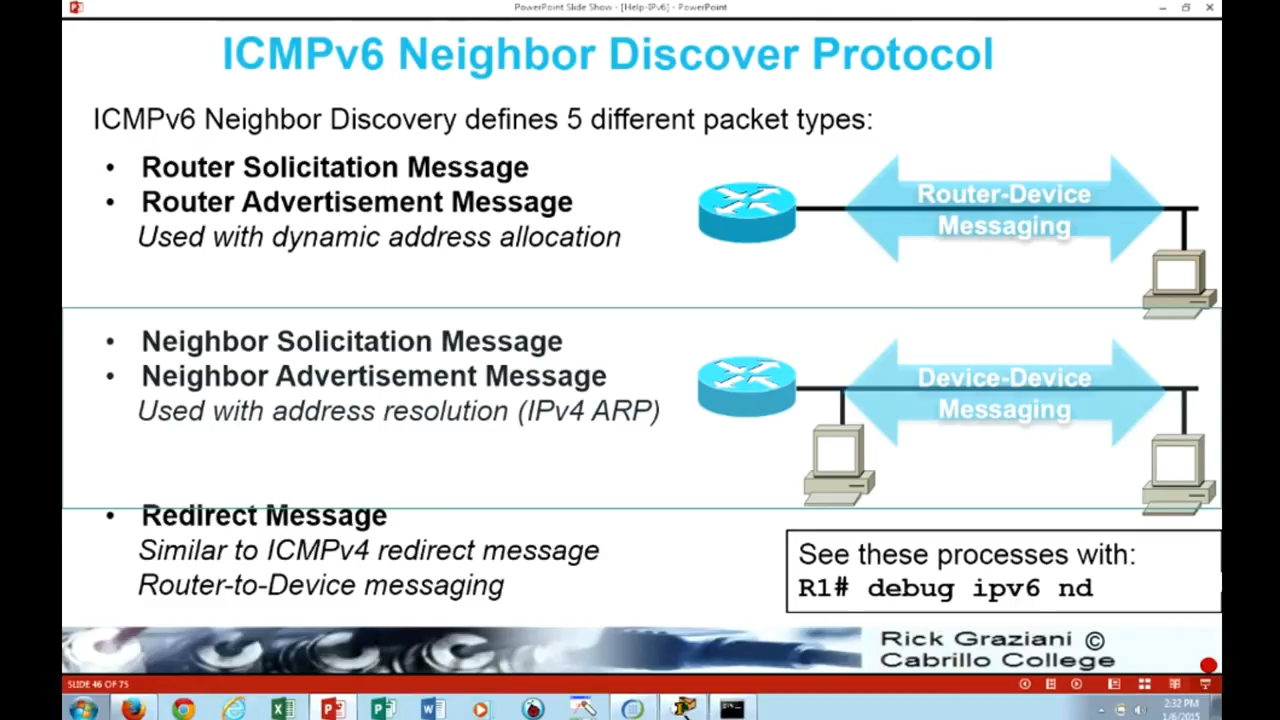 PowerPoint Slide Show - [Help-IPv6] - PowerPoint
ICMPv6 Neighbor Discover Protocol
ICMPv6 Neighbor Discovery defines 5 different packet types:
• Router Solicitation Message
• Router Advertisement Message
Used with dynamic address allocation
Router-Device
Messaging
• Neighbor Solicitation Message
• Neighbor Advertisement Message
Used with address resolution (IPv4 ARP)
Device-Device
Messaging
• Redirect Message
Similar to ICMPv4 redirect message
Router-to-Device messaging
See these processes with:
R1# debug ipv6 nd
Rick Graziani ©
Cabrillo College
SLIDE 46 OF 75
2:32 PM
1/6/2015